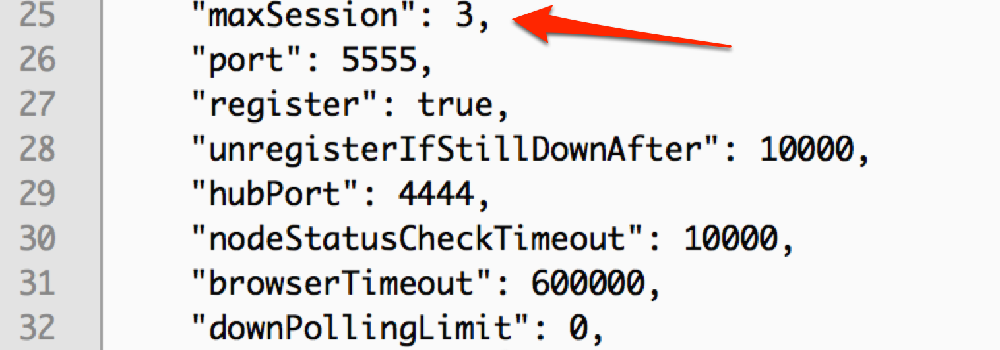 25 "maxSession": 3,
26 "port": 5555,
27 "register": true,
28 "unregisterIfStillDownAfter": 10000,
29 "hubPort": 4444,
30 "nodeStatusCheckTimeout": 10000,
31 "browserTimeout": 600000,
32 "downPollingLimit": 0,